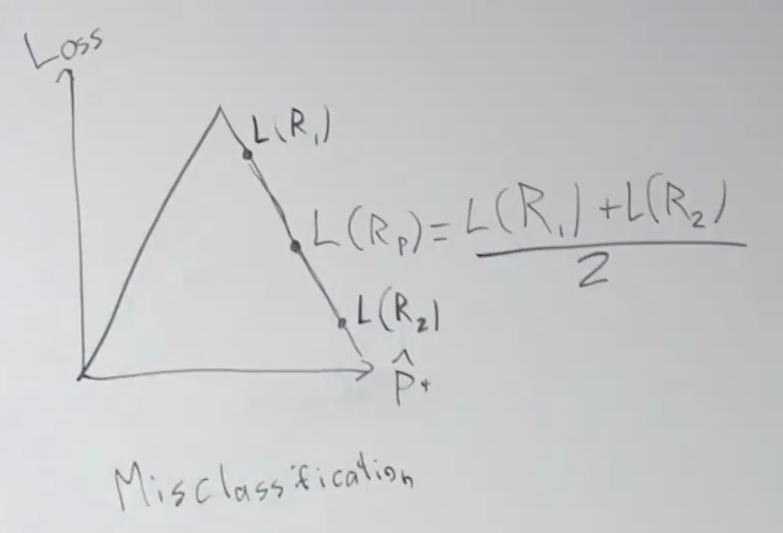 Loss
L(R₁)
L(Rₚ) = L(R₁) + L(R₂) / 2
L(R₂)
p̂₊
Misclassification